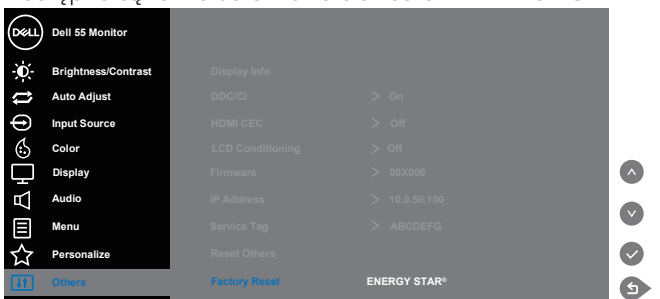 DELL Dell 55 Monitor
Brightness/Contrast Display Info
Auto Adjust DDC/CI > On
Input Source HDMI CEC > Off
Color LCD Conditioning > Off
Display Firmware > 00X000
Audio IP Address > 10.0.50.100
Menu Service Tag > ABCDEFG
Personalize Reset Others
Others Factory Reset ENERGY STAR®